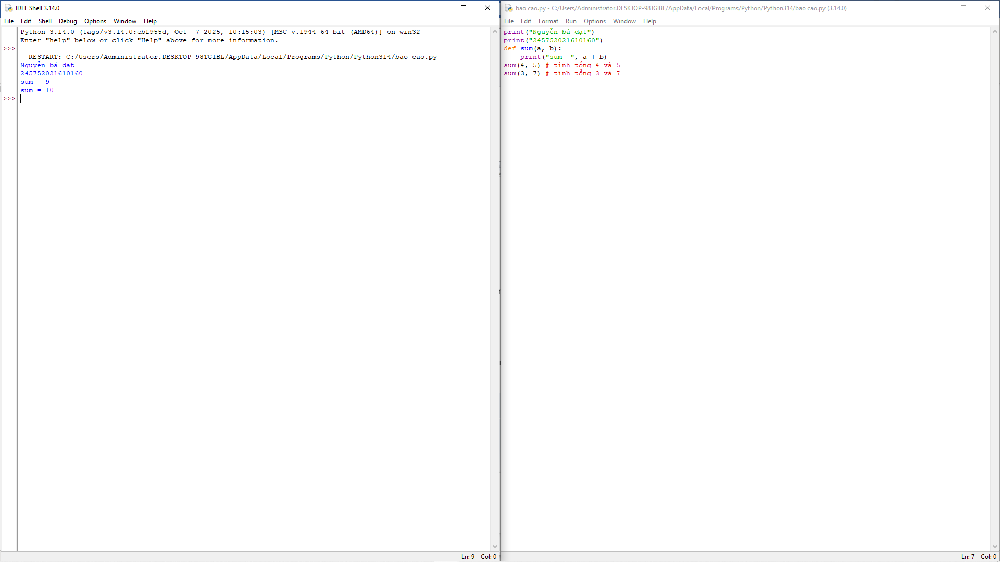 IDLE Shell 3.14.0
File Edit Shell Debug Options Window Help
Python 3.14.0 (tags/v3.14.0:ebf955d, Oct  7 2025, 10:15:03) [MSC v.1944 64 bit (AMD64)] on win32
Enter "help" below or click "Help" above for more information.
>>>
= RESTART: C:/Users/Administrator.DESKTOP-98TGIBL/AppData/Local/Programs/Python/Python314/bao cao.py
Nguyễn bá đạt
245752021610160
sum = 9
sum = 10
>>>
Ln: 9 Col: 0
bao cao.py - C:/Users/Administrator.DESKTOP-98TGIBL/AppData/Local/Programs/Python/Python314/bao cao.py (3.14.0)
File Edit Format Run Options Window Help
print("Nguyễn bá đạt")
print("245752021610160")
def sum(a, b):
    print("sum =", a + b)
sum(4, 5) # tính tổng 4 và 5
sum(3, 7) # tính tổng 3 và 7
Ln: 7 Col: 0